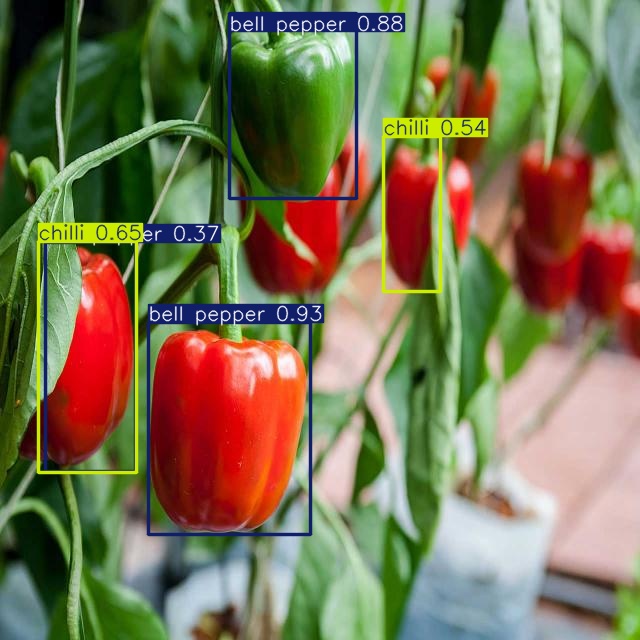 bell pepper 0.88
chilli 0.54
chilli 0.65
er 0.37
bell pepper 0.93